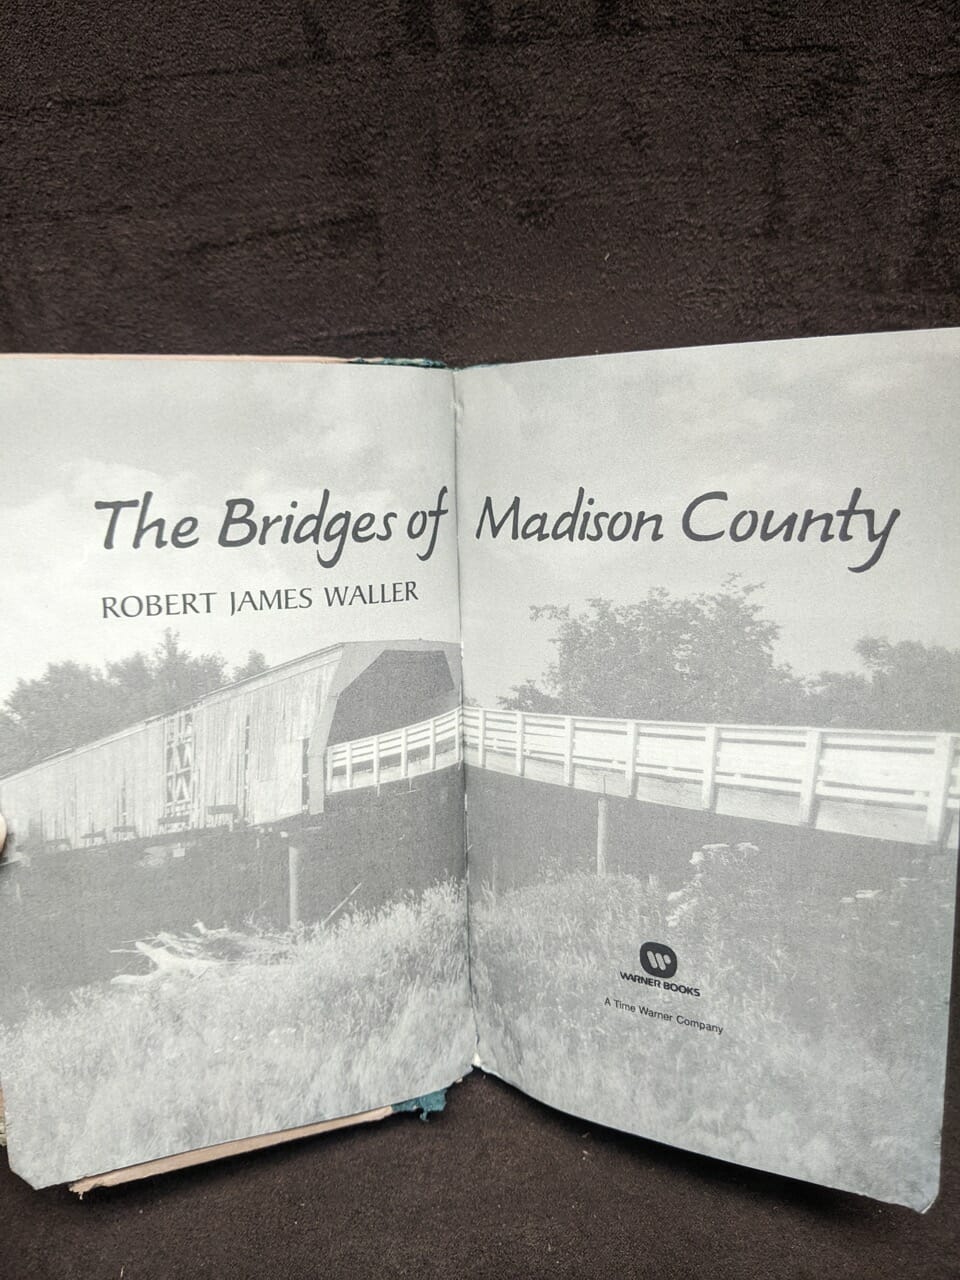 The Bridges of Madison County
ROBERT JAMES WALLER
WARNER BOOKS
A Time Warner Company